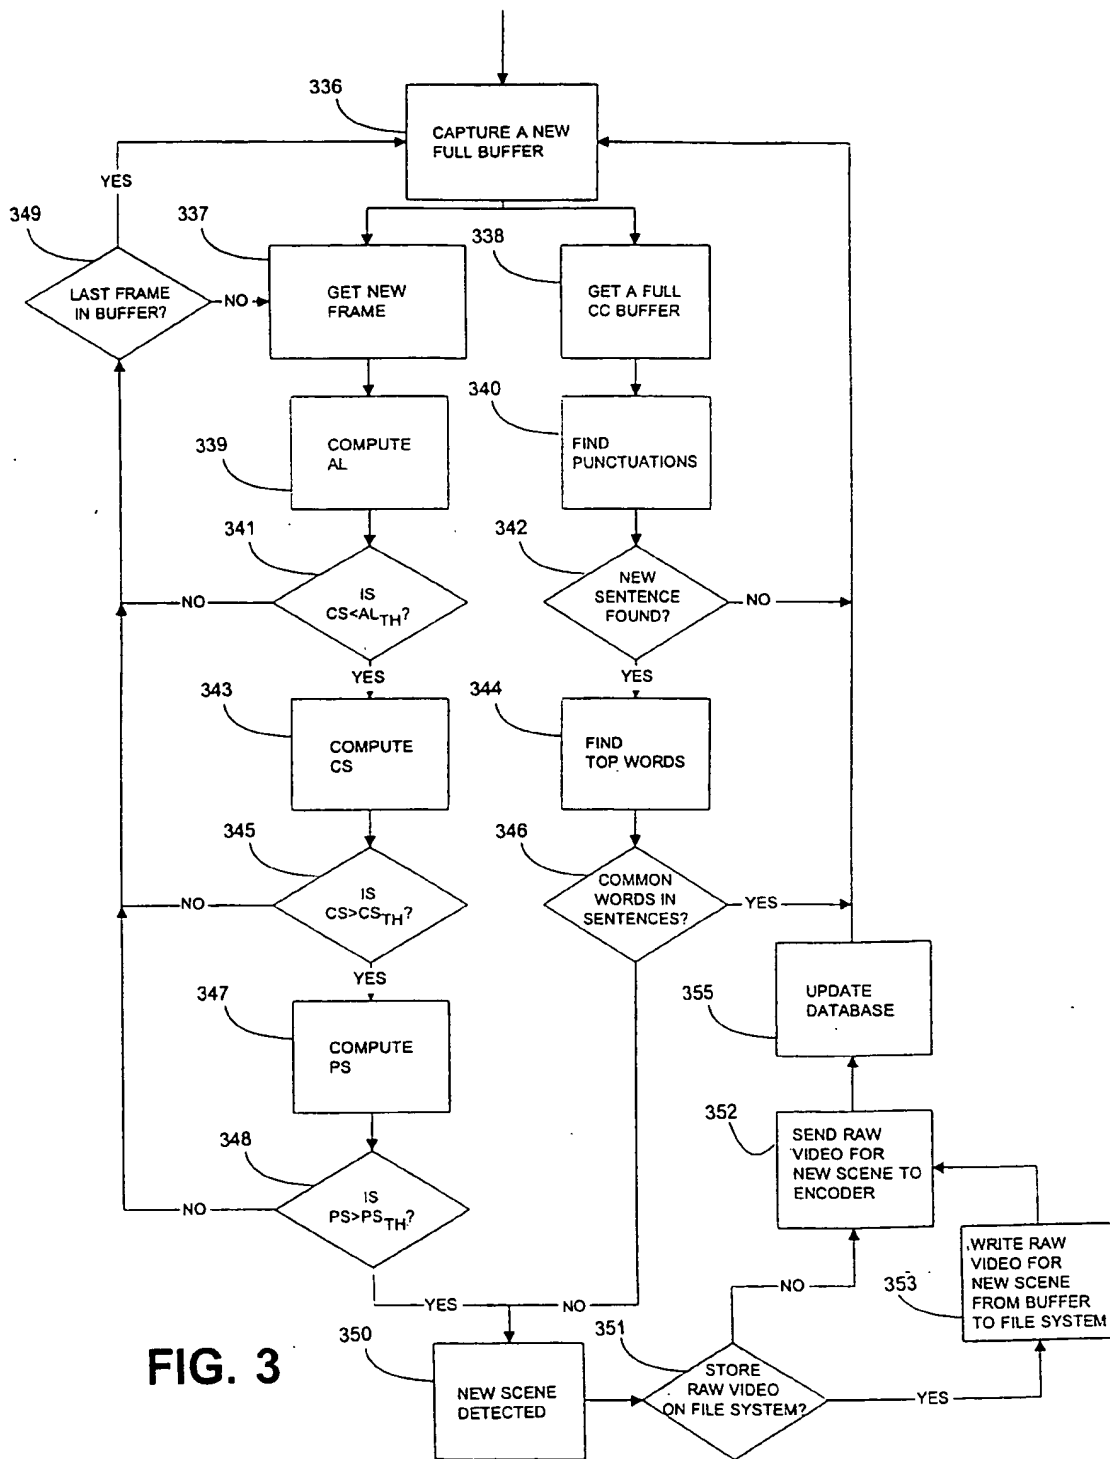 336
CAPTURE A NEW
FULL BUFFER
YES
349
337
338
LAST FRAME
IN BUFFER?
NO
GET NEW
FRAME
GET A FULL
CC BUFFER
339
COMPUTE
AL
340
FIND
PUNCTUATIONS
341
IS
CS<AL_TH?
NO
YES
342
NEW
SENTENCE
FOUND?
NO
YES
343
COMPUTE
CS
344
FIND
TOP WORDS
345
IS
CS>CS_TH?
NO
YES
346
COMMON
WORDS IN
SENTENCES?
YES
347
COMPUTE
PS
355
UPDATE
DATABASE
348
IS
PS>PS_TH?
NO
YES
NO
352
SEND RAW
VIDEO FOR
NEW SCENE TO
ENCODER
353
WRITE RAW
VIDEO FOR
NEW SCENE
FROM BUFFER
TO FILE SYSTEM
NO
350
NEW SCENE
DETECTED
351
STORE
RAW VIDEO
ON FILE SYSTEM?
YES
FIG. 3